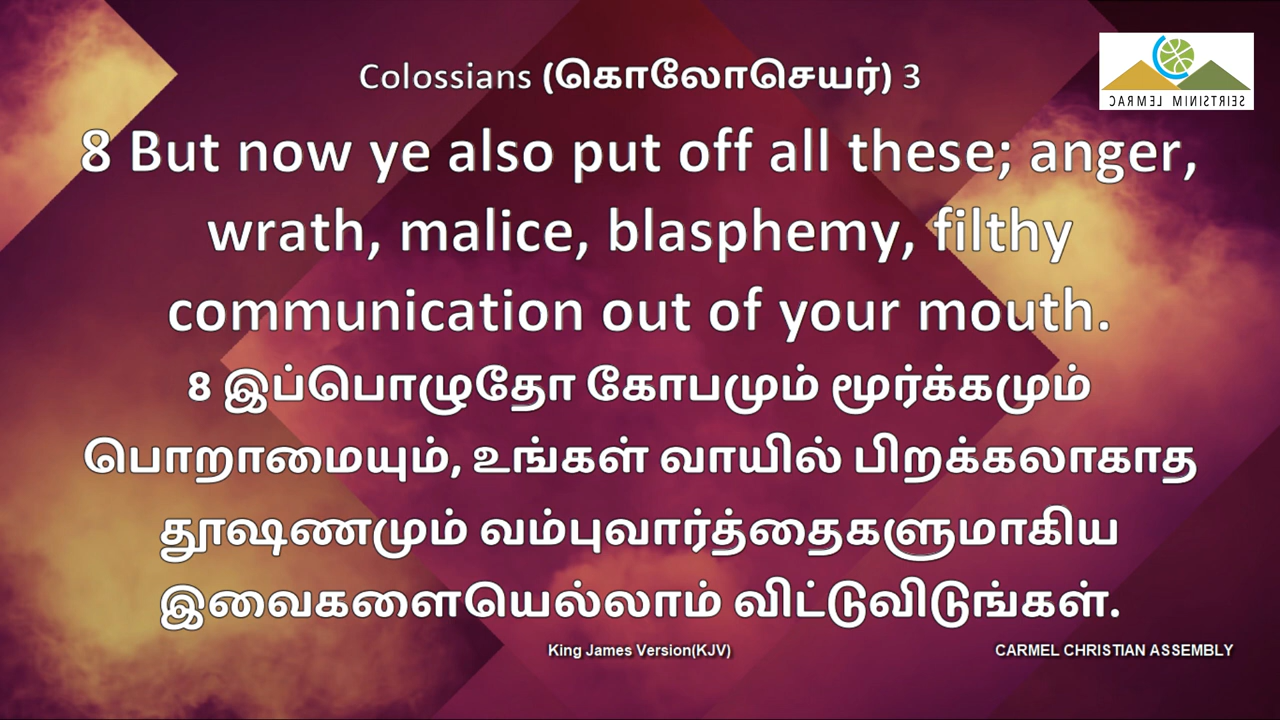 Colossians (கொலோசெயர்) 3
CARMEL MINISTRIES
8 But now ye also put off all these; anger,
wrath, malice, blasphemy, filthy
communication out of your mouth.
8 இப்பொழுதோ கோபமும் மூர்க்கமும்
பொறாமையும், உங்கள் வாயில் பிறக்கலாகாத
தூஷணமும் வம்புவார்த்தைகளுமாகிய
இவைகளையெல்லாம் விட்டுவிடுங்கள்.
King James Version(KJV)
CARMEL CHRISTIAN ASSEMBLY